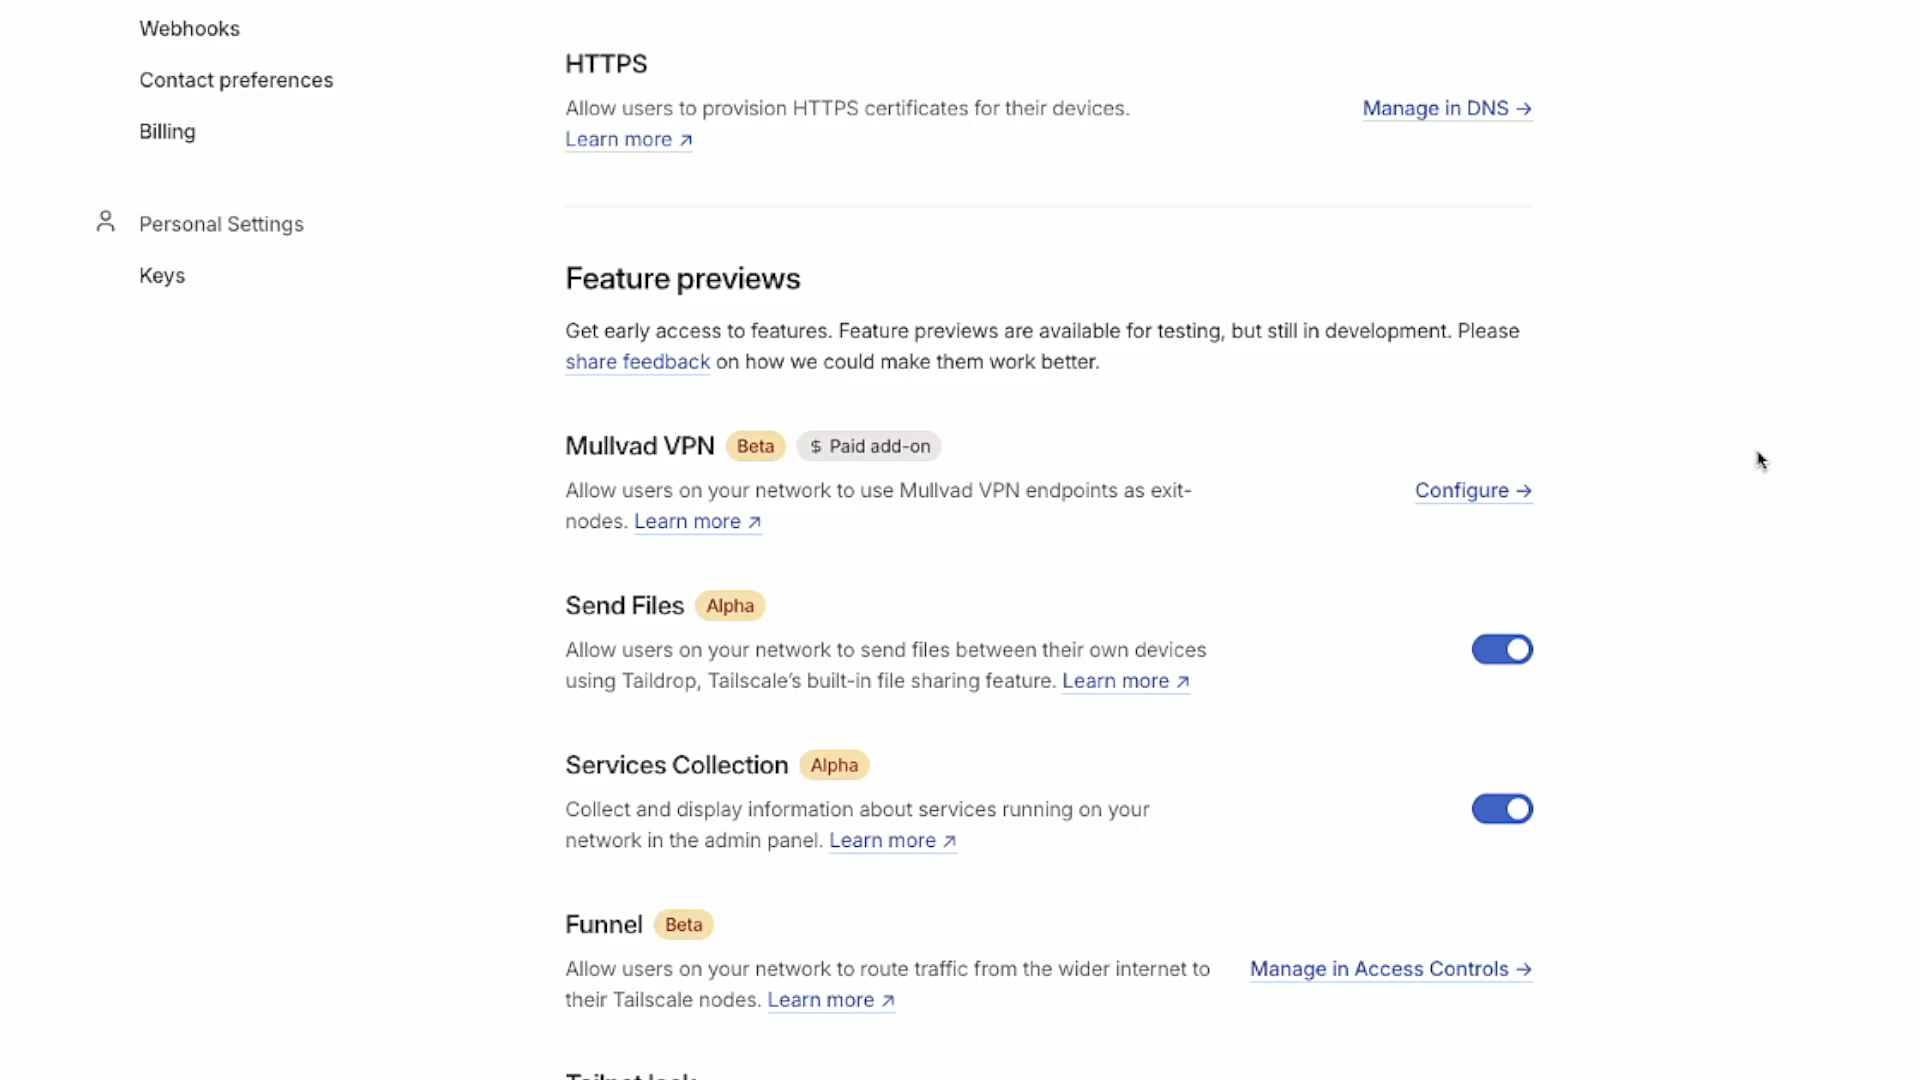 Webhooks
Contact preferences
Billing
Personal Settings
Keys
HTTPS
Allow users to provision HTTPS certificates for their devices.
Learn more ↗
Manage in DNS →
Feature previews
Get early access to features. Feature previews are available for testing, but still in development. Please
share feedback on how we could make them work better.
Mullvad VPN Beta $ Paid add-on
Allow users on your network to use Mullvad VPN endpoints as exit-
nodes. Learn more ↗
Configure →
Send Files Alpha
Allow users on your network to send files between their own devices
using Taildrop, Tailscale's built-in file sharing feature. Learn more ↗
Services Collection Alpha
Collect and display information about services running on your
network in the admin panel. Learn more ↗
Funnel Beta
Allow users on your network to route traffic from the wider internet to
their Tailscale nodes. Learn more ↗
Manage in Access Controls →
Tailnet lock